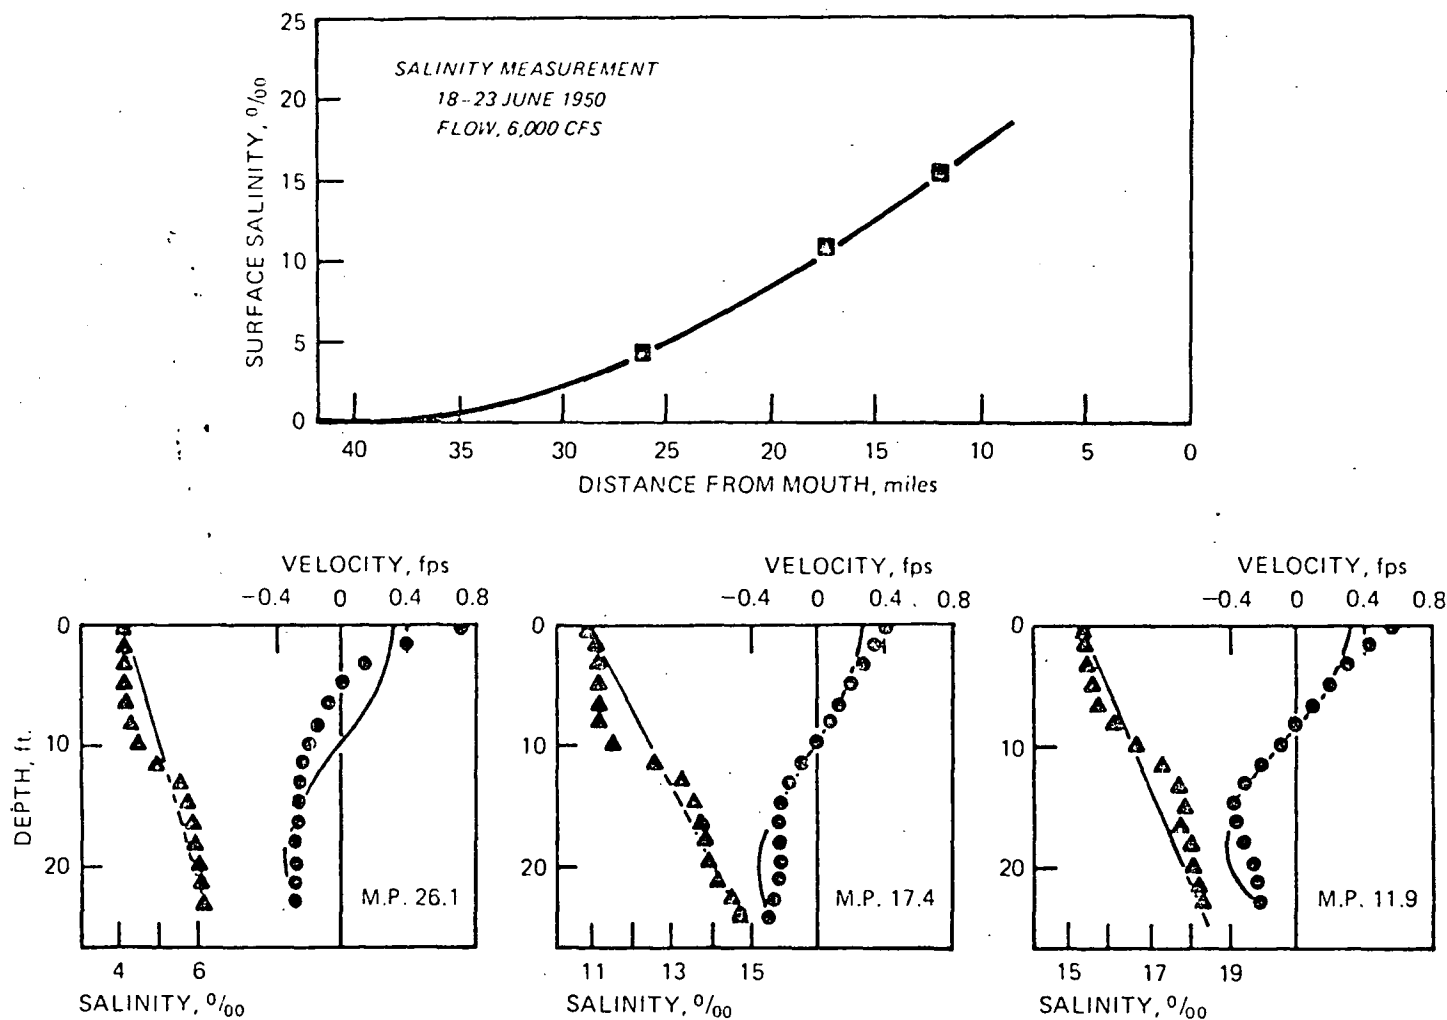 25
SALINITY MEASUREMENT
18-23 JUNE 1950
FLOW, 6,000 CFS
20
15
10
5
0
SURFACE SALINITY, 0/00
40 35 30 25 20 15 10 5 0
DISTANCE FROM MOUTH, miles
VELOCITY, fps VELOCITY, fps VELOCITY, fps
-0.4 0 0.4 0.8 -0.4 0 0.4 0.8 -0.4 0 0.4 0.8
0 0 0
10 10 10
DEPTH, ft.
20 20 20
M.P. 26.1 M.P. 17.4 M.P. 11.9
4 6 11 13 15 15 17 19
SALINITY, 0/00 SALINITY, 0/00 SALINITY, 0/00